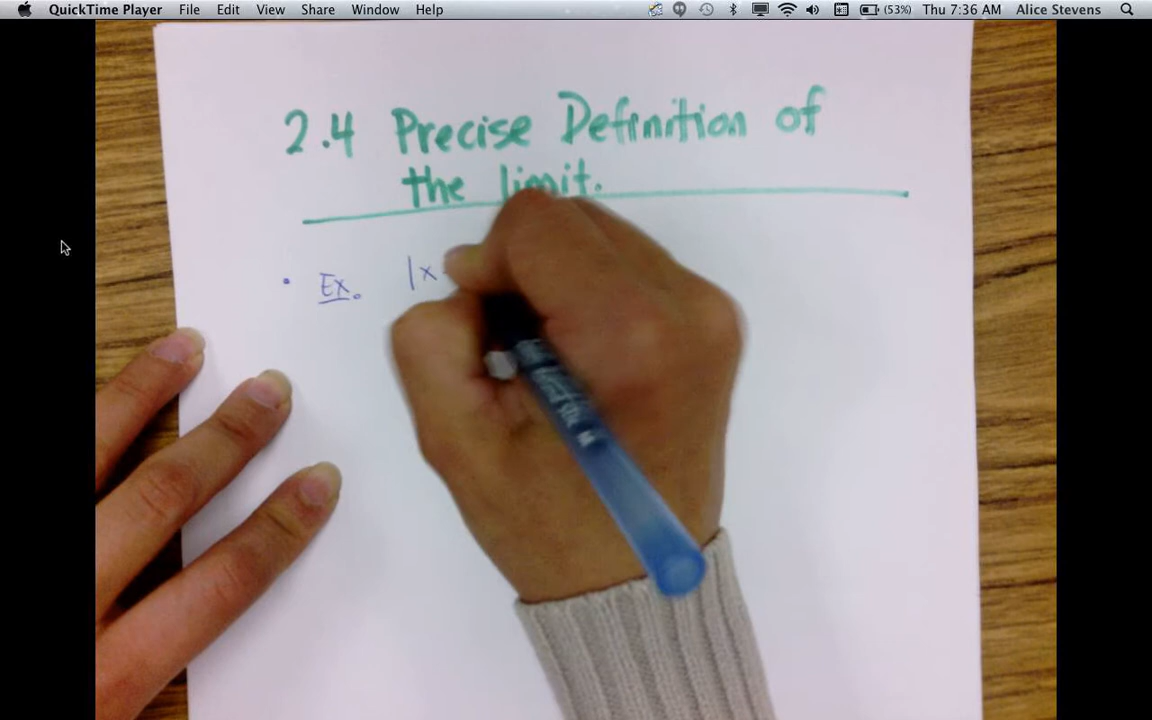 QuickTime Player File Edit View Share Window Help (53%) Thu 7:36 AM Alice Stevens
2.4 Precise Definition of
the limit.
• Ex. |x